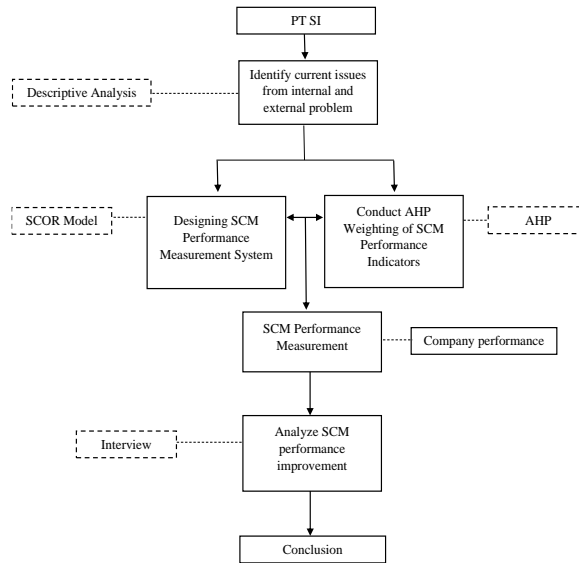 PT SI
Identify current issues
from internal and
external problem
Descriptive Analysis
SCOR Model
Designing SCM
Performance
Measurement System
Conduct AHP
Weighting of SCM
Performance
Indicators
AHP
SCM Performance
Measurement
Company performance
Interview
Analyze SCM
performance
improvement
Conclusion